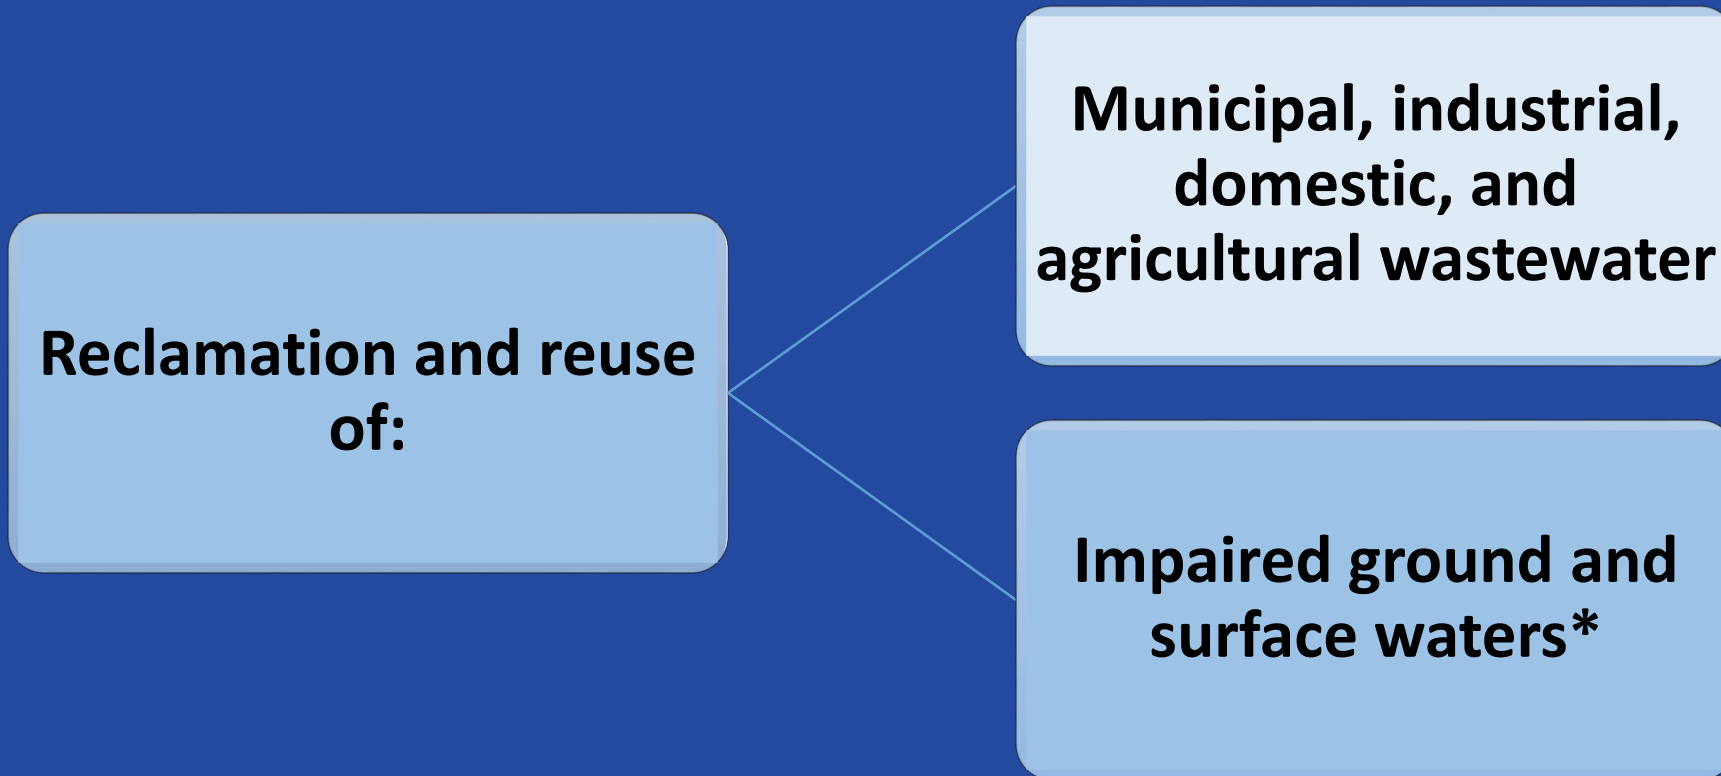 Reclamation and reuse
of:
Municipal, industrial,
domestic, and
agricultural wastewater
Impaired ground and
surface waters*